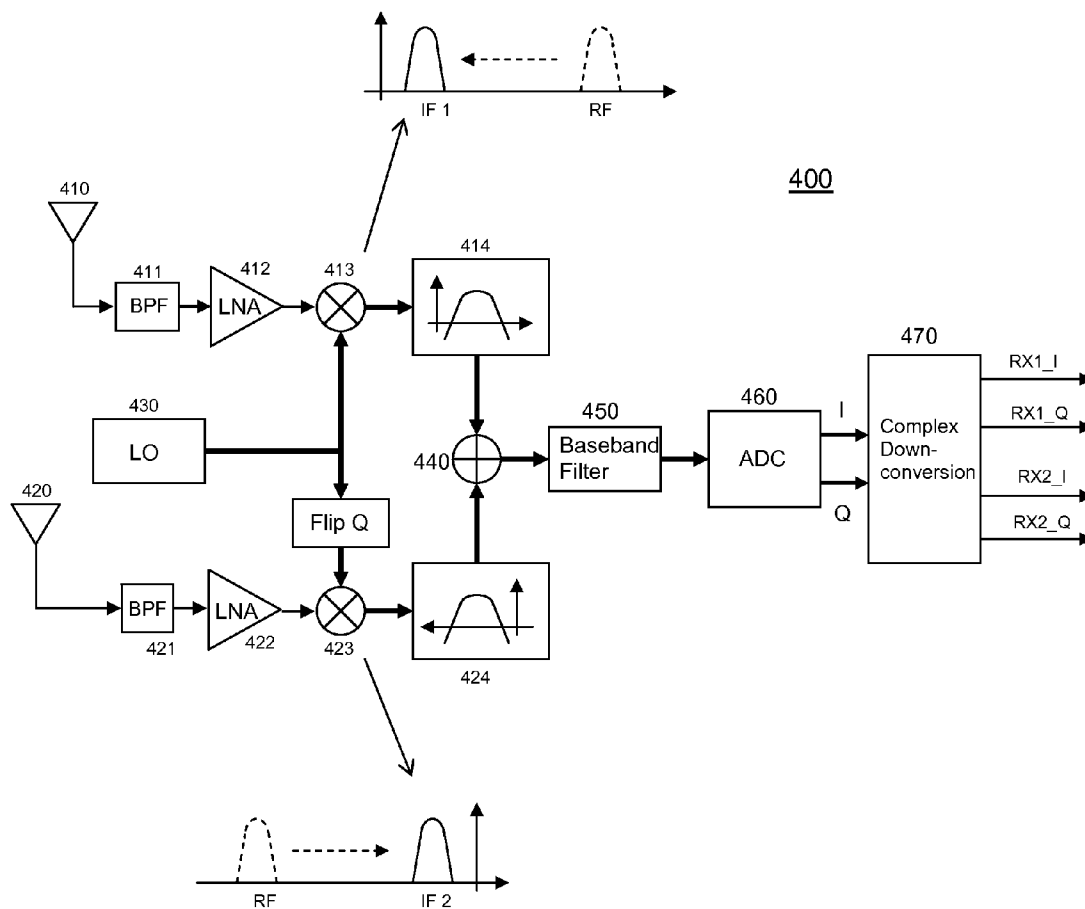 IF 1
RF
400
410
411
BPF
412
LNA
413
414
430
LO
420
Flip Q
440
450
Baseband
Filter
460
ADC
I
Q
470
Complex
Down-
conversion
RX1_I
RX1_Q
RX2_I
RX2_Q
BPF
421
LNA
422
423
424
RF
IF 2